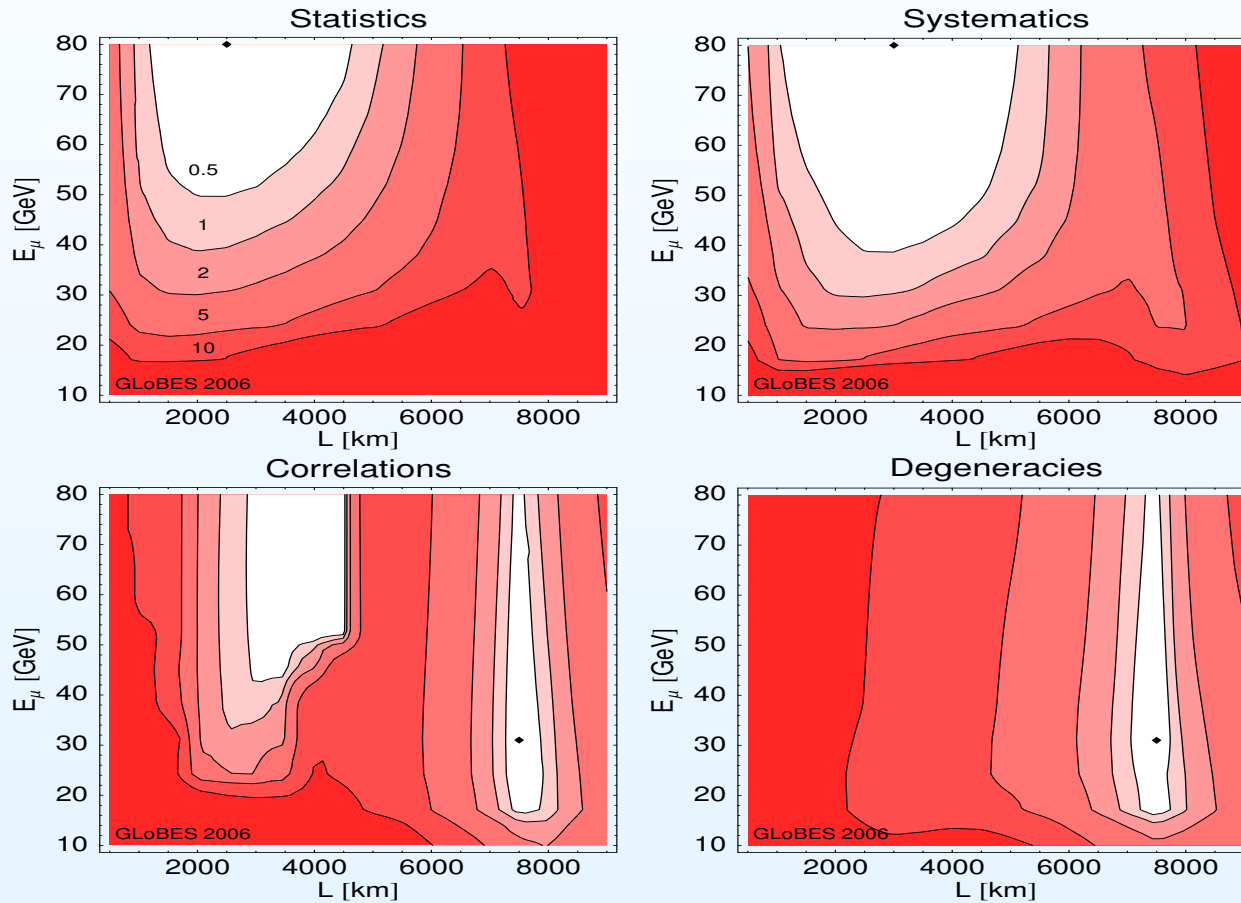 Statistics
80
70
60
50
40
30
20
10
E_μ [GeV]
0.5
1
2
5
10
GLoBES 2006
2000 4000 6000 8000
L [km]
Systematics
80
70
60
50
40
30
20
10
E_μ [GeV]
GLoBES 2006
2000 4000 6000 8000
L [km]
Correlations
80
70
60
50
40
30
20
10
E_μ [GeV]
GLoBES 2006
2000 4000 6000 8000
L [km]
Degeneracies
80
70
60
50
40
30
20
10
E_μ [GeV]
GLoBES 2006
2000 4000 6000 8000
L [km]